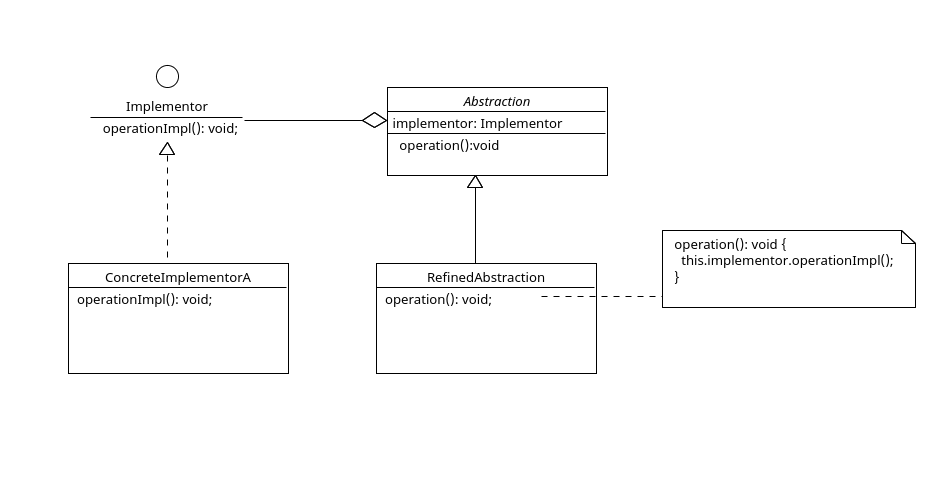 Implementor
operationImpl(): void;
Abstraction
implementor: Implementor
operation():void
ConcreteImplementorA
operationImpl(): void;
RefinedAbstraction
operation(): void;
operation(): void {
this.implementor.operationImpl();
}